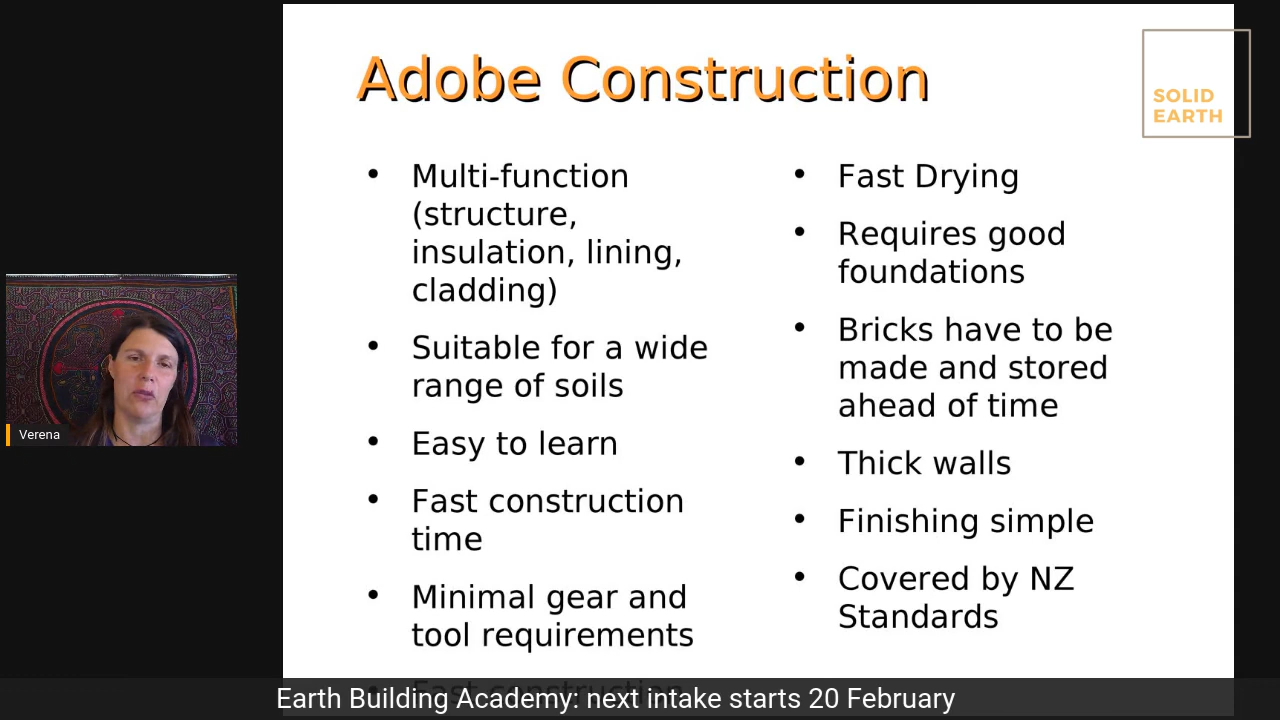 Adobe Construction
SOLID
EARTH
• Multi-function
(structure,
insulation, lining,
cladding)
• Suitable for a wide
range of soils
• Easy to learn
• Fast construction
time
• Minimal gear and
tool requirements
• Fast construction
• Fast Drying
• Requires good
foundations
• Bricks have to be
made and stored
ahead of time
• Thick walls
• Finishing simple
• Covered by NZ
Standards
Verena
Earth Building Academy: next intake starts 20 February